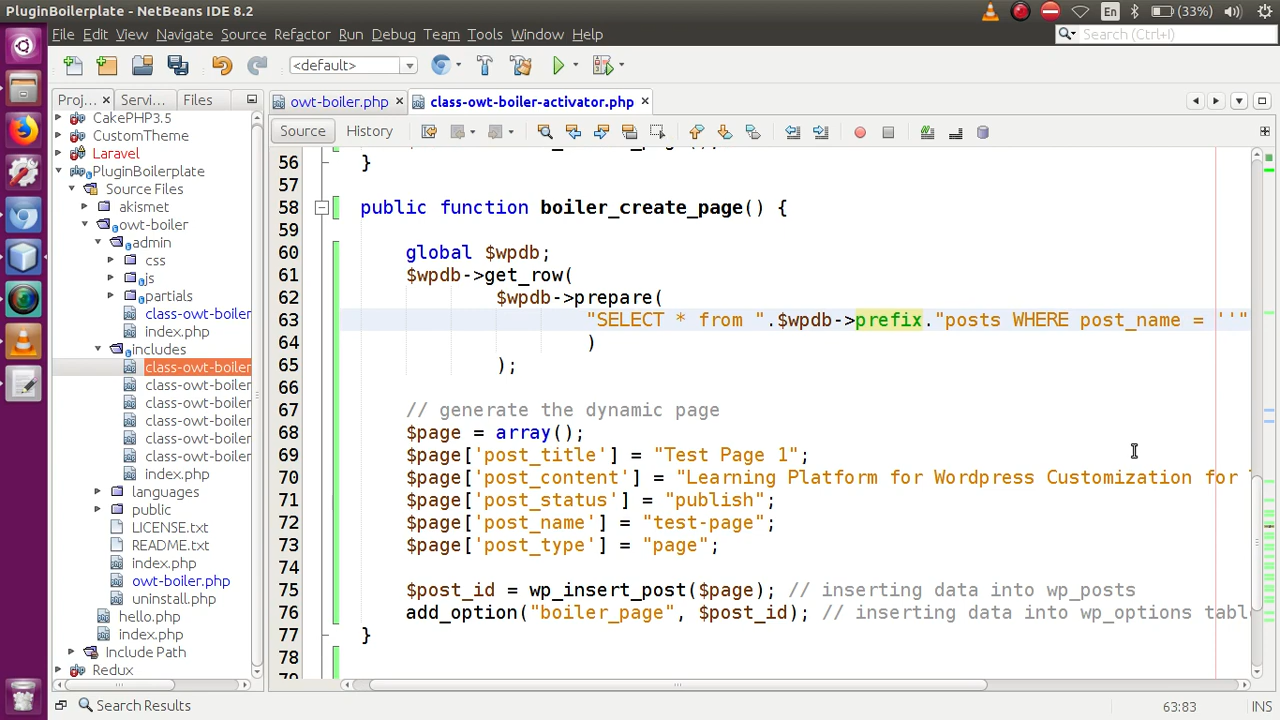 PluginBoilerplate - NetBeans IDE 8.2
En
(33%)
File Edit View Navigate Source Refactor Run Debug Team Tools Window Help
Search (Ctrl+I)
<default>
Proj... Servi... Files
owt-boiler.php
class-owt-boiler-activator.php
Source History
CakePHP3.5
CustomTheme
Laravel
PluginBoilerplate
Source Files
akismet
owt-boiler
admin
css
js
partials
class-owt-boiler
index.php
includes
class-owt-boiler
class-owt-boiler
class-owt-boiler
class-owt-boiler
class-owt-boiler
class-owt-boiler
index.php
languages
public
LICENSE.txt
README.txt
index.php
owt-boiler.php
uninstall.php
hello.php
index.php
Include Path
Redux
56 }
57
58 public function boiler_create_page() {
59
60 global $wpdb;
61 $wpdb->get_row(
62 $wpdb->prepare(
63 "SELECT * from ".$wpdb->prefix."posts WHERE post_name = ''"
64 )
65 );
66
67 // generate the dynamic page
68 $page = array();
69 $page['post_title'] = "Test Page 1";
70 $page['post_content'] = "Learning Platform for Wordpress Customization for
71 $page['post_status'] = "publish";
72 $page['post_name'] = "test-page";
73 $page['post_type'] = "page";
74
75 $post_id = wp_insert_post($page); // inserting data into wp_posts
76 add_option("boiler_page", $post_id); // inserting data into wp_options tabl
77 }
78
Search Results
63:83
INS